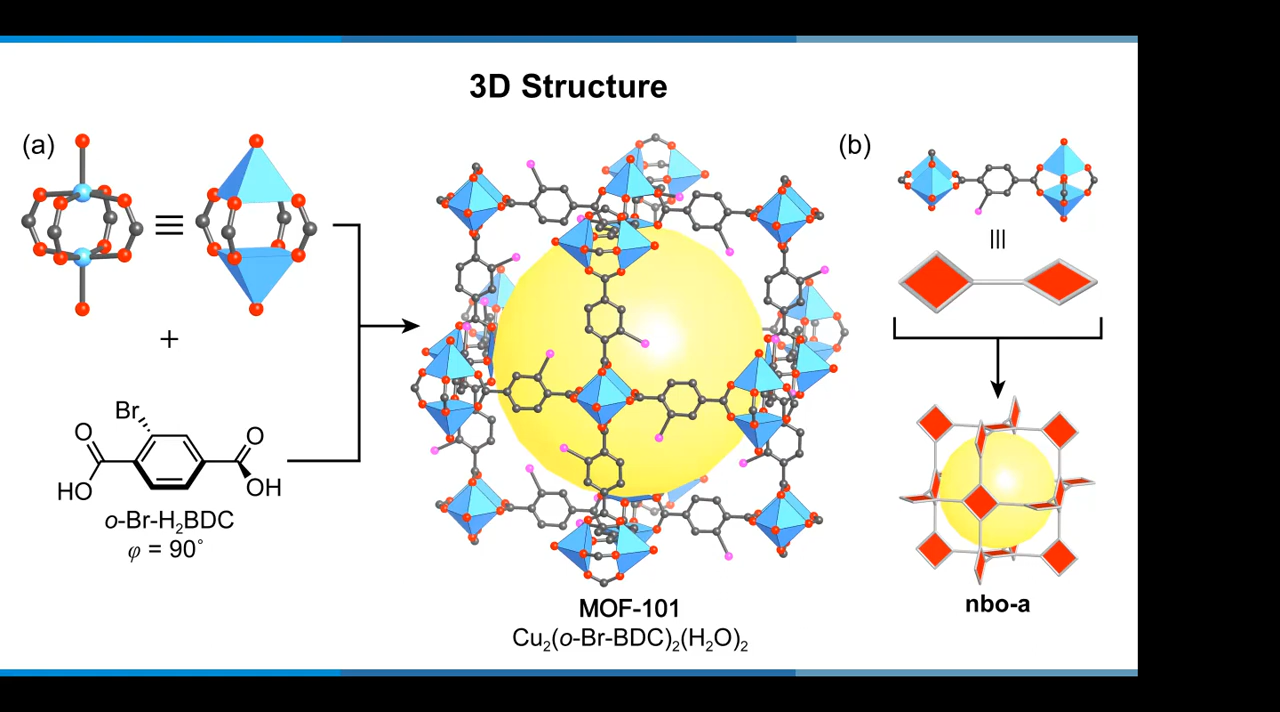 3D Structure
(a)
≡
+
Br
O
HO
O
OH
o-Br-H₂BDC
φ = 90°
MOF-101
Cu₂(o-Br-BDC)₂(H₂O)₂
(b)
nbo-a